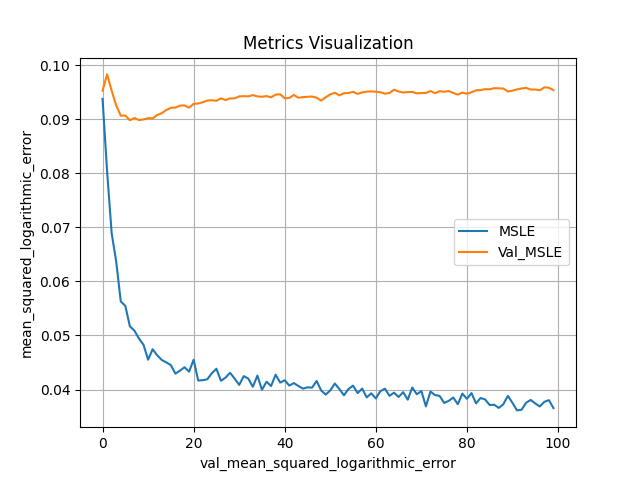 Metrics Visualization
mean_squared_logarithmic_error
0.10
0.09
0.08
0.07
0.06
0.05
0.04
MSLE
Val_MSLE
0
20
40
60
80
100
val_mean_squared_logarithmic_error